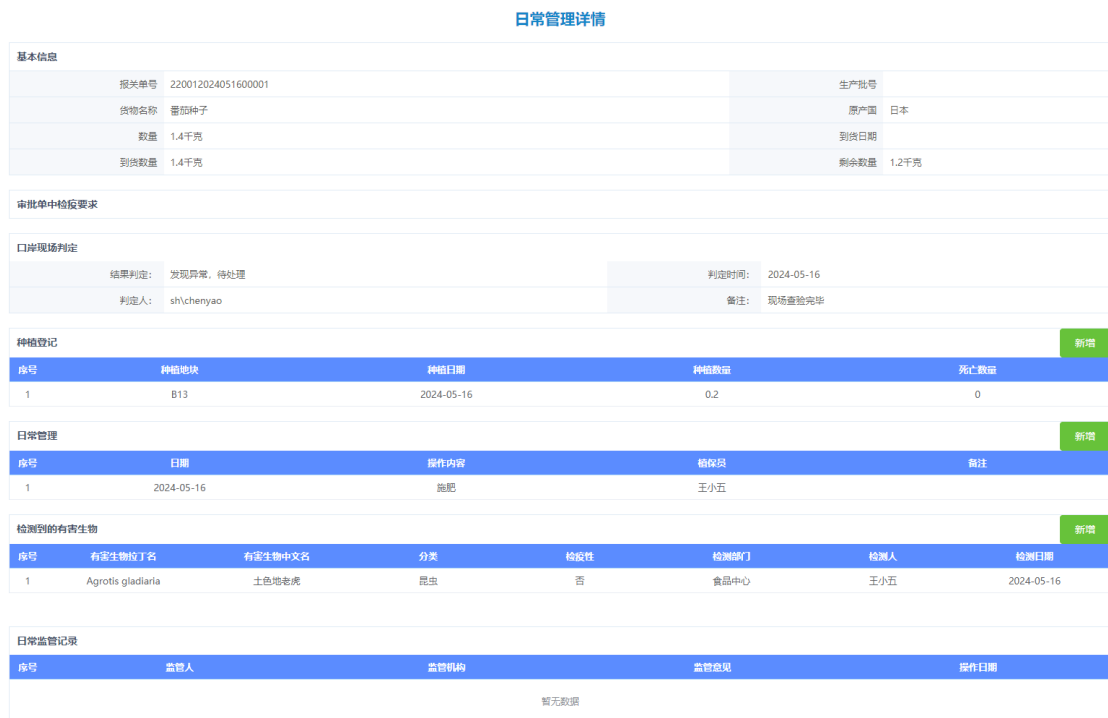 日常管理详情
基本信息
报关单号 220012024051600001 生产批号
货物名称 番茄种子 原产国 日本
数量 1.4千克 到货日期
到货数量 1.4千克 剩余数量 1.2千克
审批单中检疫要求
口岸现场判定
结果判定： 发现异常，待处理 判定时间： 2024-05-16
判定人： sh\chenyao 备注： 现场查验完毕
种植登记 新增
序号 种植地块 种植日期 种植数量 死亡数量
1 B13 2024-05-16 0.2 0
日常管理 新增
序号 日期 操作内容 植保员 备注
1 2024-05-16 施肥 王小五
检测到的有害生物 新增
序号 有害生物拉丁名 有害生物中文名 分类 检疫性 检测部门 检测人 检测日期
1 Agrotis gladiaria 土色地老虎 昆虫 否 食品中心 王小五 2024-05-16
日常监管记录
序号 监管人 监管机构 监管意见 操作日期
暂无数据